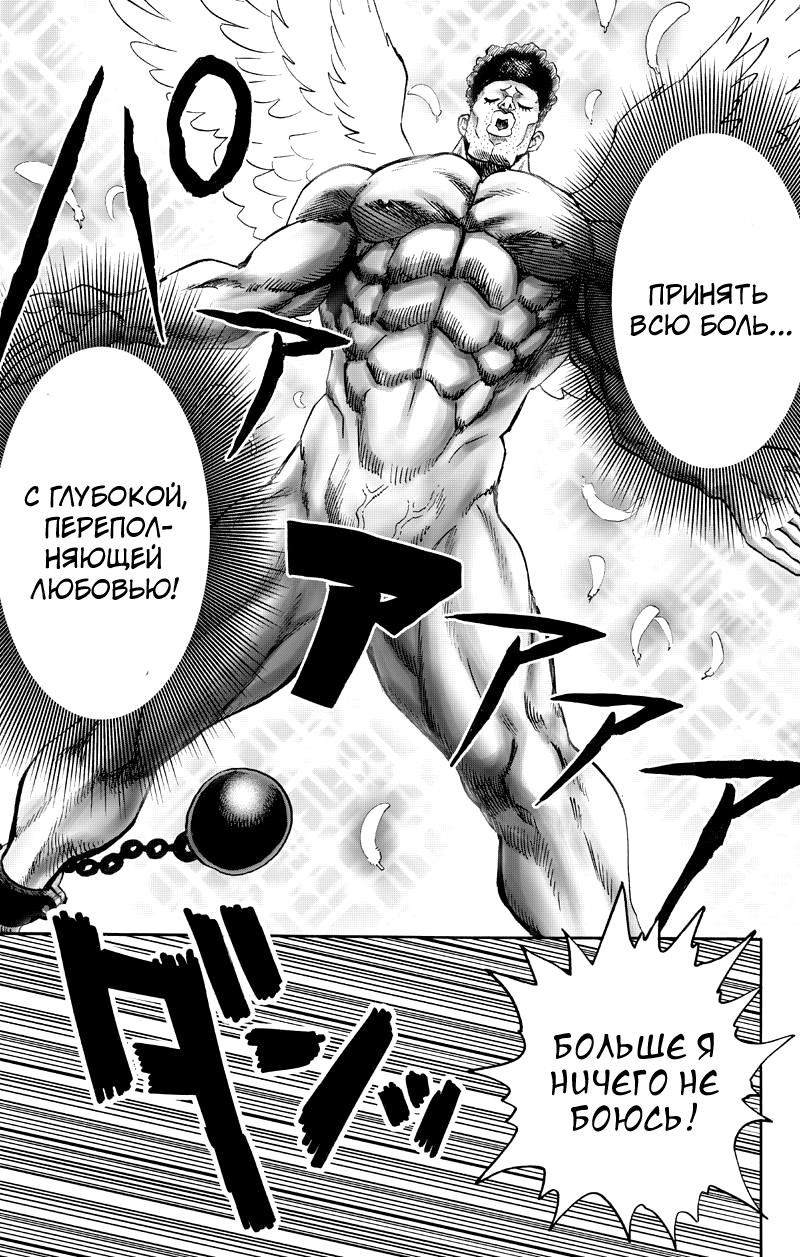 ПРИНЯТЬ
ВСЮ БОЛЬ...
С ГЛУБОКОЙ,
ПЕРЕПОЛ-
НЯЮЩЕЙ
ЛЮБОВЬЮ!
パアアアアア
БОЛЬШЕ Я
НИЧЕГО НЕ
БОЮСЬ!
ダンッ